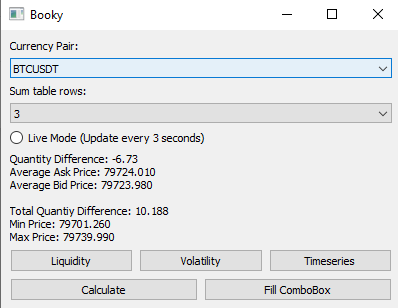 Booky
Currency Pair:
BTCUSDT
Sum table rows:
3
Live Mode (Update every 3 seconds)
Quantity Difference: -6.73
Average Ask Price: 79724.010
Average Bid Price: 79723.980
Total Quantiy Difference: 10.188
Min Price: 79701.260
Max Price: 79739.990
Liquidity Volatility Timeseries
Calculate Fill ComboBox